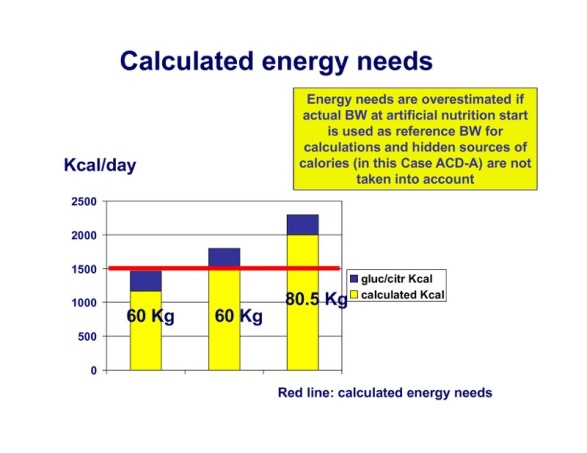 Calculated energy needs
Energy needs are overestimated if
actual BW at artificial nutrition start
is used as reference BW for
calculations and hidden sources of
calories (in this Case ACD-A) are not
taken into account
Kcal/day
2500
2000
1500
1000
500
0
60 Kg
60 Kg
80.5 Kg
gluc/citr Kcal
calculated Kcal
Red line: calculated energy needs